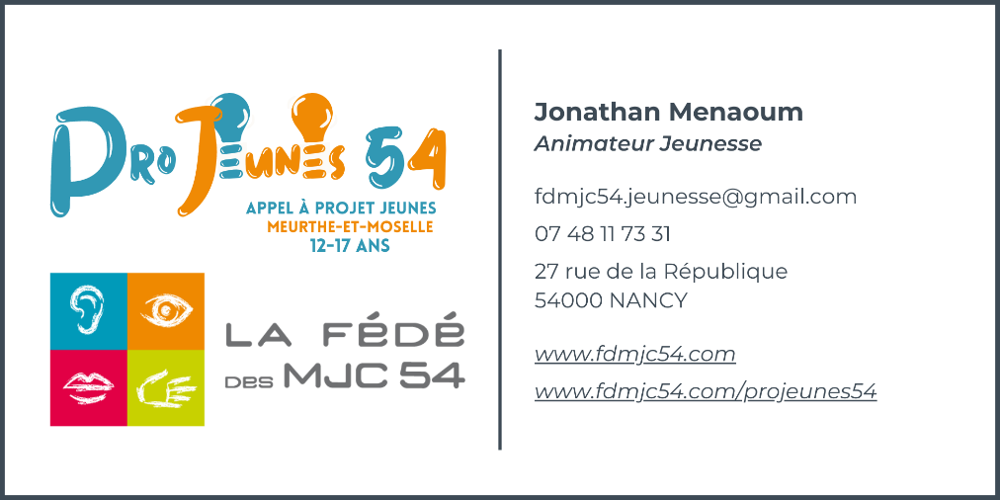 PRO JEUNES 54
APPEL À PROJET JEUNES
MEURTHE-ET-MOSELLE
12-17 ANS
LA FÉDÉ
DES MJC 54
Jonathan Menaoum
Animateur Jeunesse
fdmjc54.jeunesse@gmail.com
07 48 11 73 31
27 rue de la République
54000 NANCY
www.fdmjc54.com
www.fdmjc54.com/projeunes54